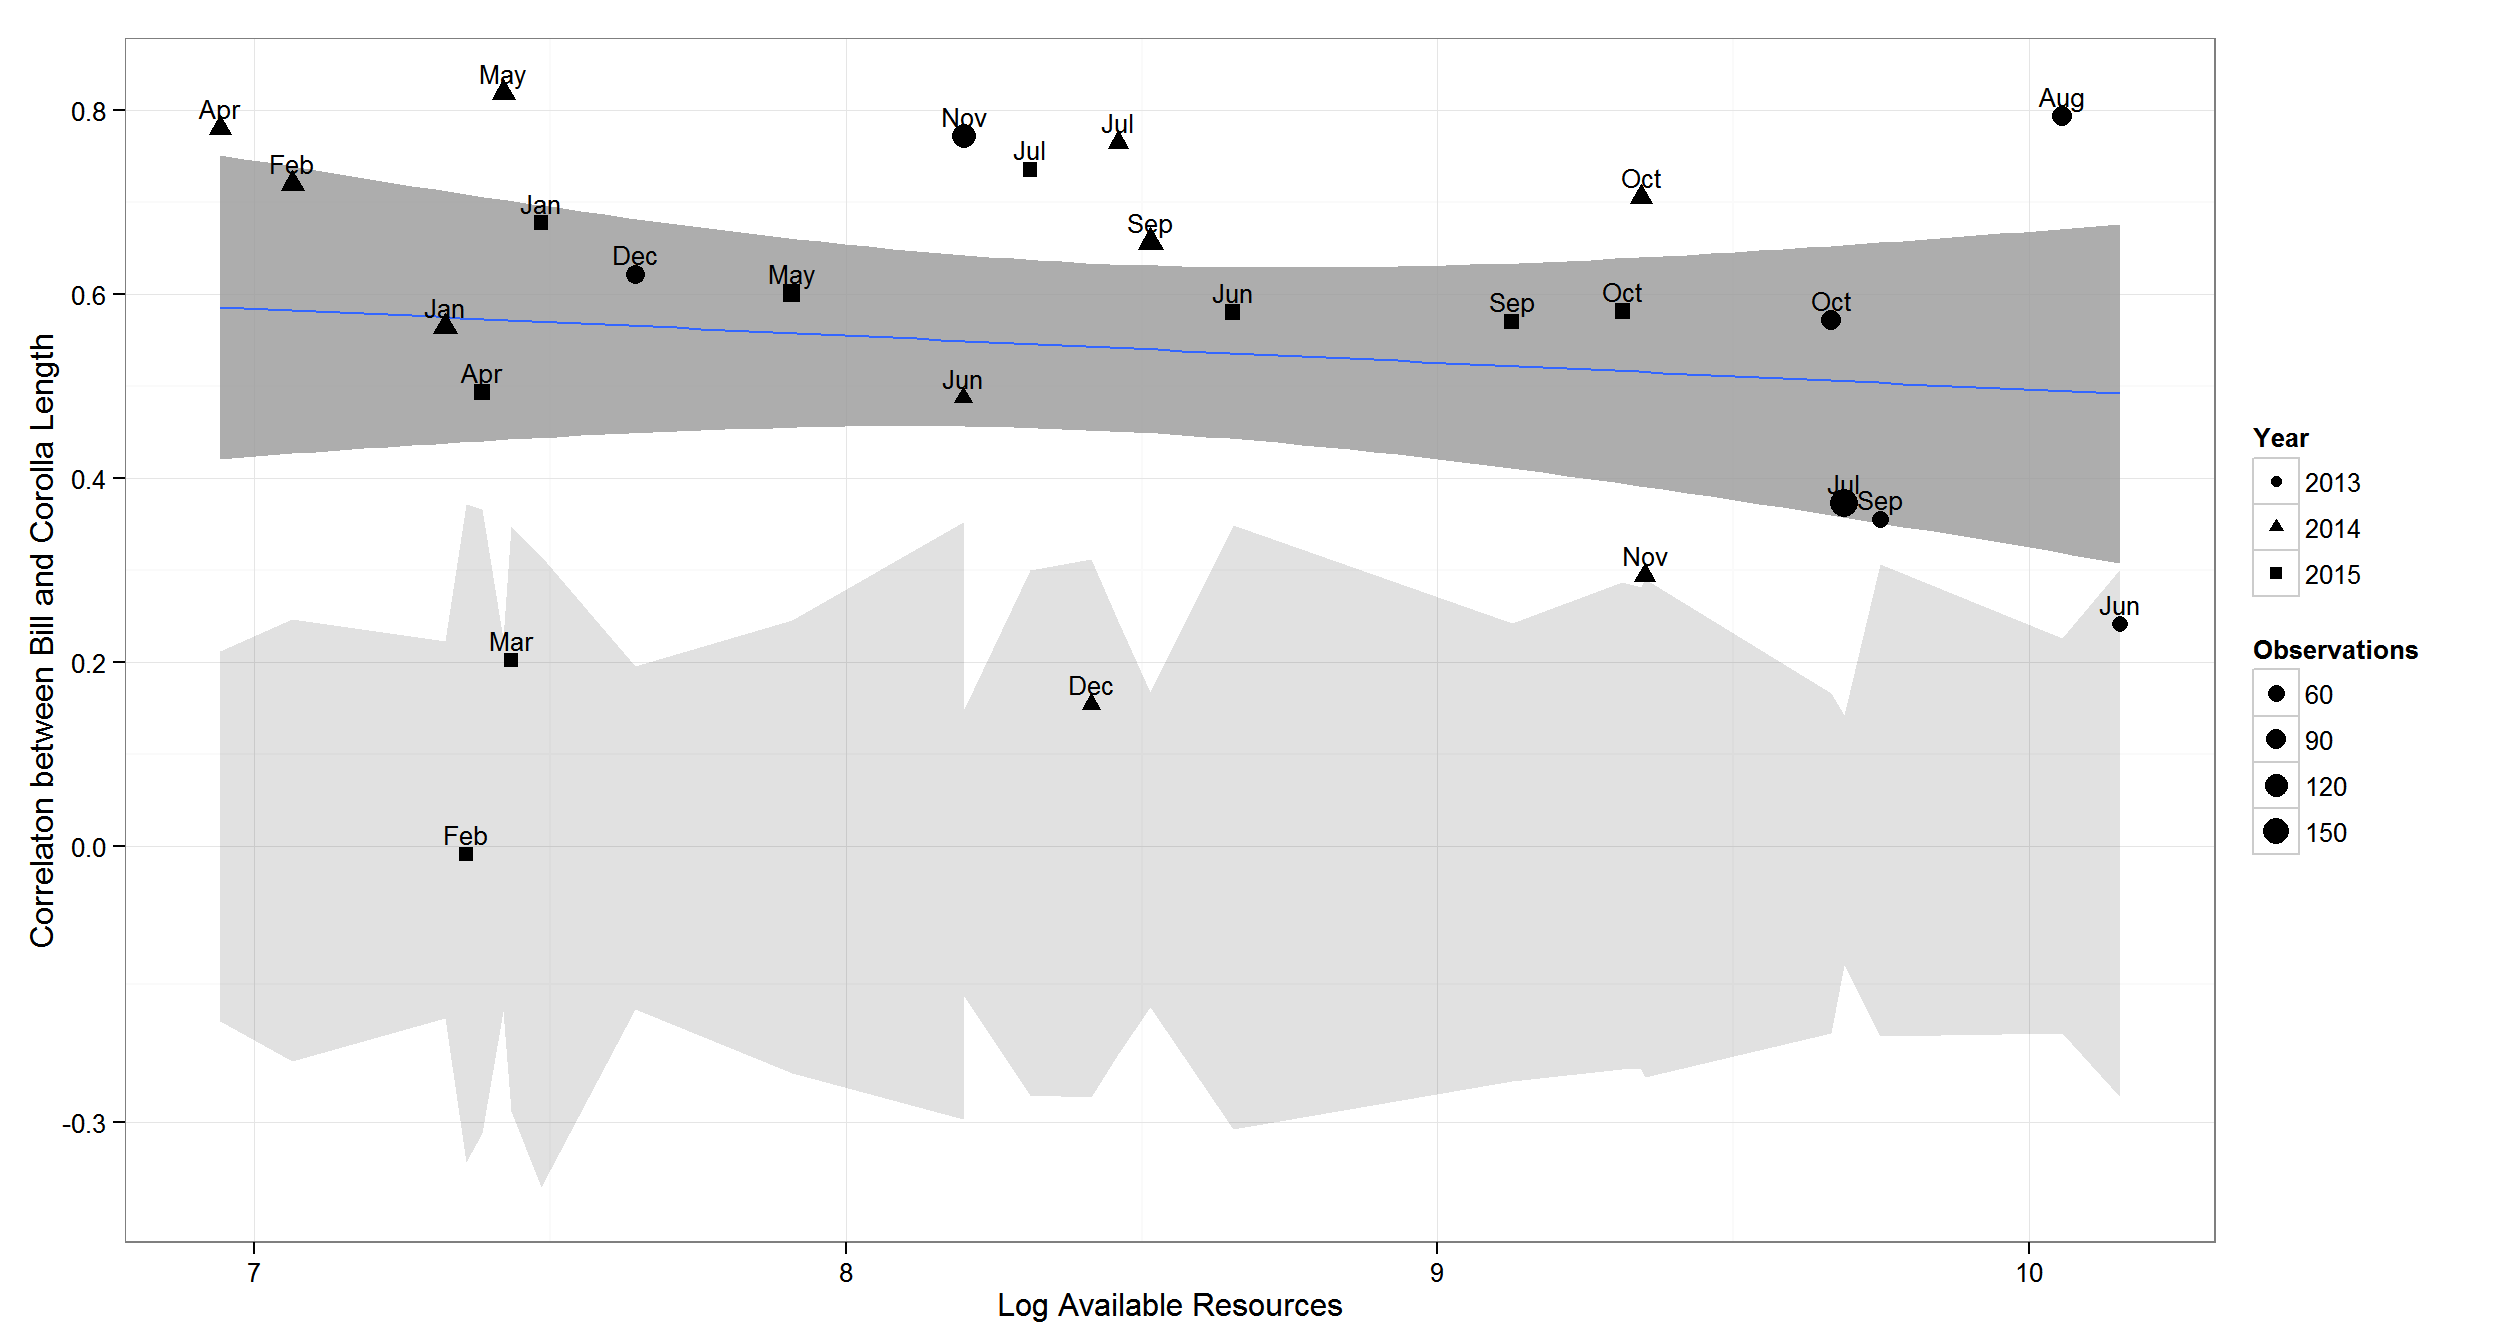 May
Apr
Aug
Nov
Jul
Jul
Feb
Oct
Jan
Sep
Dec
May
Jun
Sep
Oct
Oct
Jan
Apr
Jun
Jul
Sep
Nov
Jun
Mar
Dec
Feb
0.8
0.6
0.4
0.2
0.0
-0.3
Correlaton between Bill and Corolla Length
7
8
9
10
Log Available Resources
Year
2013
2014
2015
Observations
60
90
120
150